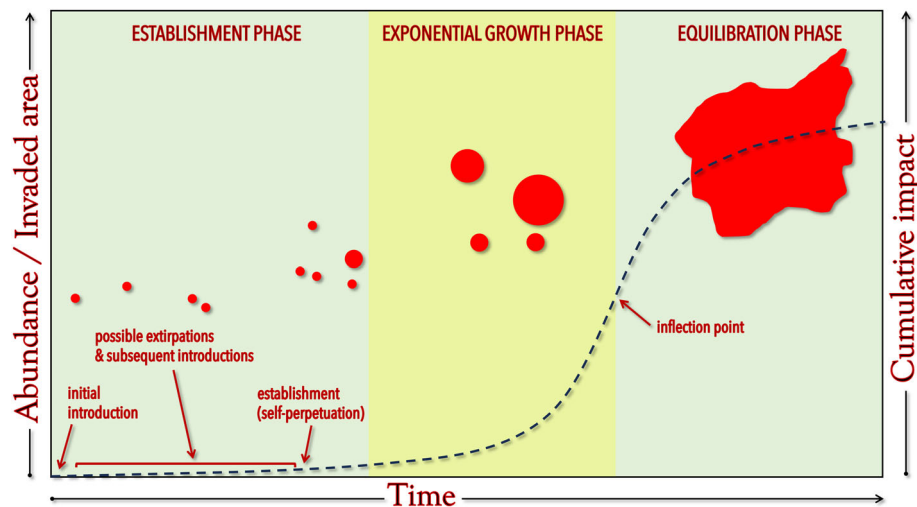 ESTABLISHMENT PHASE
EXPONENTIAL GROWTH PHASE
EQUILIBRATION PHASE
Abundance / Invaded area
Cumulative impact
possible extirpations
& subsequent introductions
initial
introduction
establishment
(self-perpetuation)
inflection point
Time